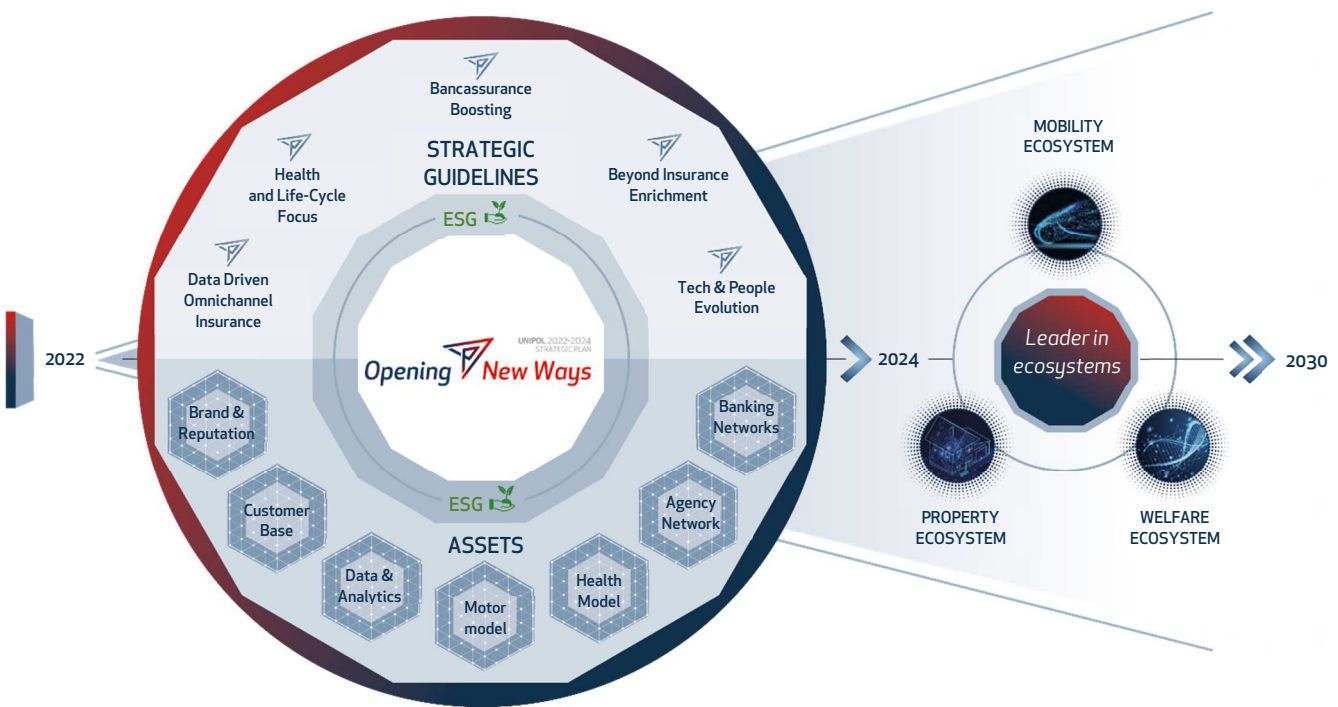 Bancassurance
Boosting
STRATEGIC
GUIDELINES
Health
and Life-Cycle
Focus
Beyond Insurance
Enrichment
ESG
Data Driven
Omnichannel
Insurance
Tech & People
Evolution
2022
UNIPOL 2022-2024
STRATEGIC PLAN
Opening New Ways
2024
Brand &
Reputation
Banking
Networks
Customer
Base
Agency
Network
ESG
ASSETS
Data &
Analytics
Health
Model
Motor
model
MOBILITY
ECOSYSTEM
Leader in
ecosystems
2030
PROPERTY
ECOSYSTEM
WELFARE
ECOSYSTEM